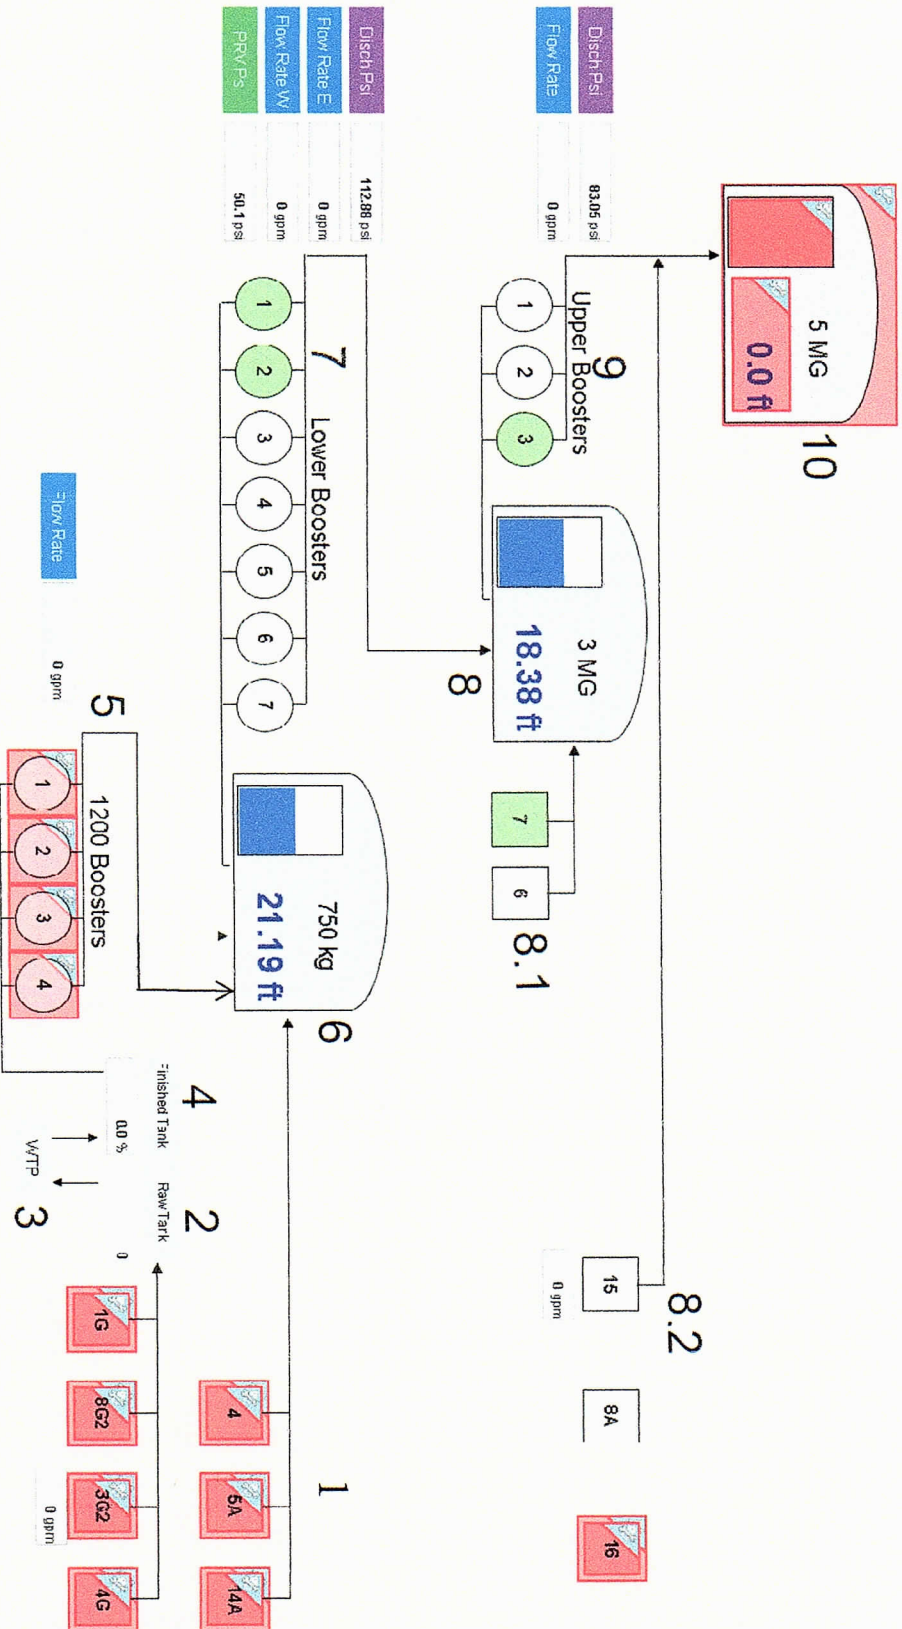 5 MG
10
0.0 ft
8.2
Disch Psi 83.05 psi
9
Upper Boosters
3 MG
15 8A 16
Flow Rate 0 gpm
0 gpm
1 2 3
18.38 ft
7 6
8.1
8
Disch Psi 112.88 psi
Flow Rate E 0 gpm
7
Lower Boosters
750 kg
6
1
Flow Rate W 0 gpm
1 2 3 4 5 6 7
21.19 ft
PRV Ps 50.1 psi
4 5A 14A
4
2
Finished Tank
Raw Tark
0.0 %
0
5
1200 Boosters
1G 8G2 3G2 4G
Flow Rate 0 gpm
1 2 3 4
0 gpm
WTP
3